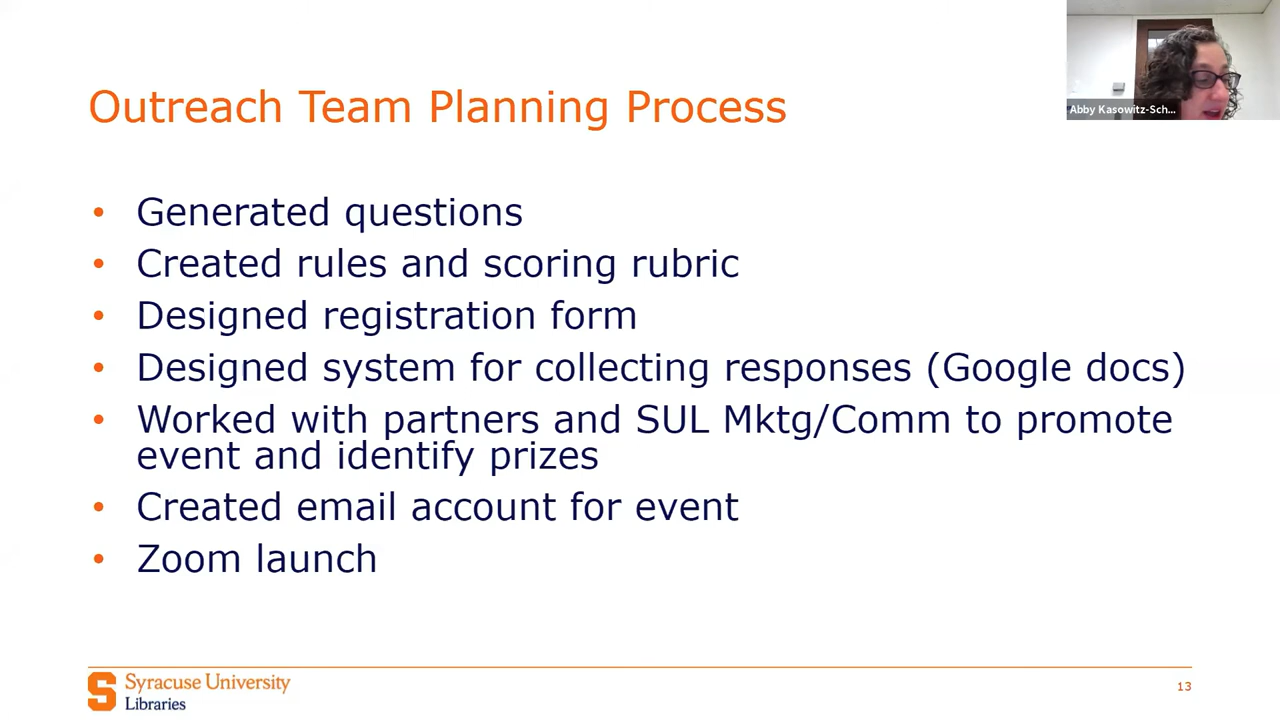 Outreach Team Planning Process
Abby Kasowitz-Sch...
• Generated questions
• Created rules and scoring rubric
• Designed registration form
• Designed system for collecting responses (Google docs)
• Worked with partners and SUL Mktg/Comm to promote
event and identify prizes
• Created email account for event
• Zoom launch
S Syracuse University
Libraries
13